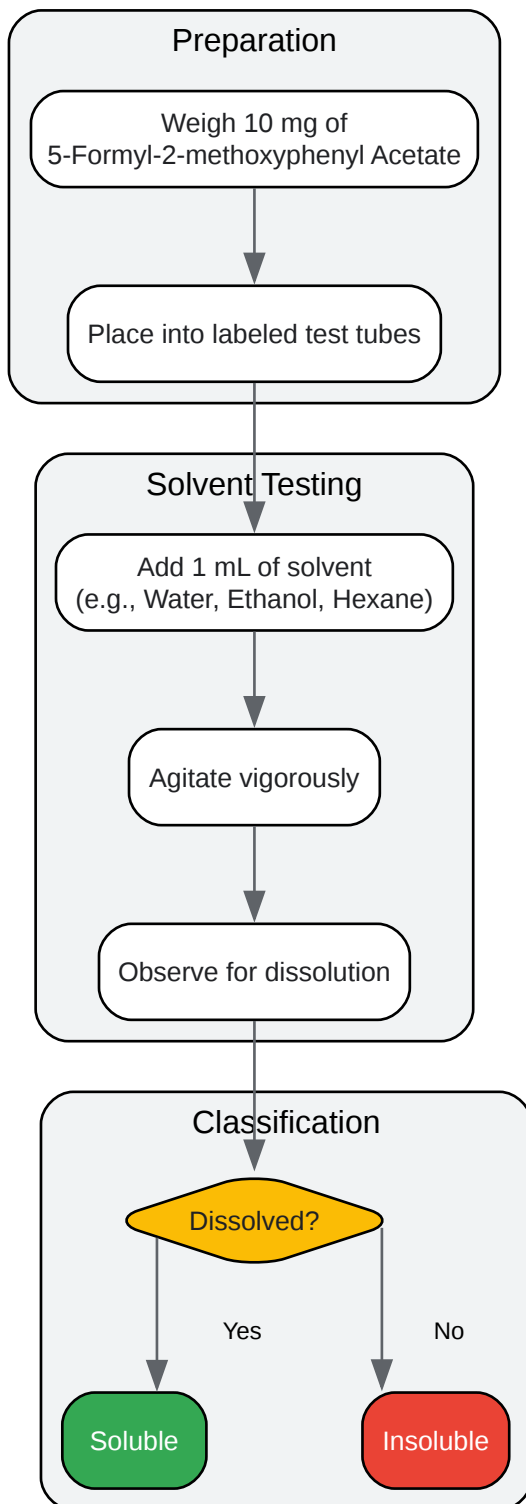 Preparation
Weigh 10 mg of
5-Formyl-2-methoxyphenyl Acetate
Place into labeled test tubes
Solvent Testing
Add 1 mL of solvent
(e.g., Water, Ethanol, Hexane)
Agitate vigorously
Observe for dissolution
Classification
Dissolved?
Yes
No
Soluble
Insoluble